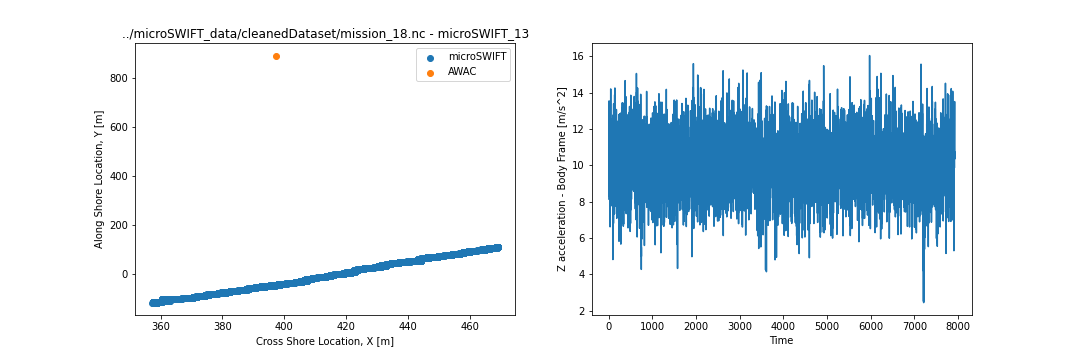 ../microSWIFT_data/cleanedDataset/mission_18.nc - microSWIFT_13
microSWIFT
AWAC
Along Shore Location, Y [m]
800
600
400
200
0
360 380 400 420 440 460
Cross Shore Location, X [m]
Z acceleration - Body Frame [m/s^2]
16
14
12
10
8
6
4
2
0 1000 2000 3000 4000 5000 6000 7000 8000
Time